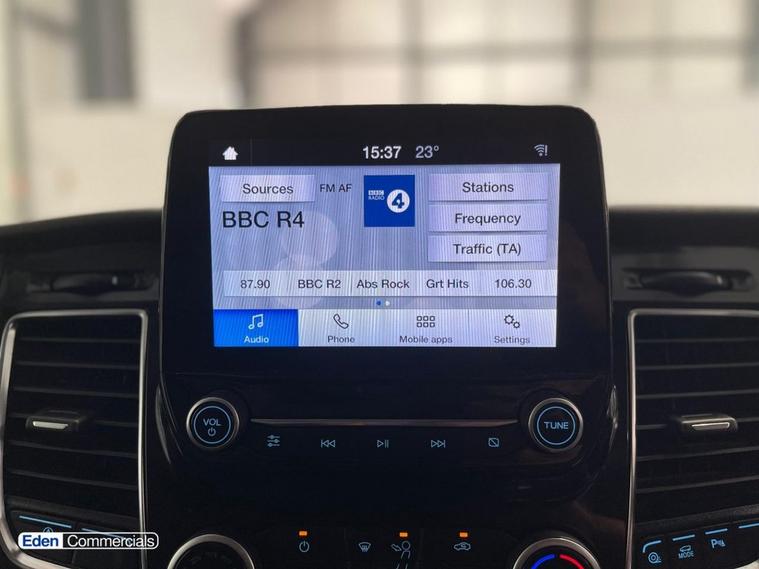 15:37 23°
Sources FM AF BBC RADIO 4 Stations
BBC R4 Frequency
Traffic (TA)
87.90 BBC R2 Abs Rock Grt Hits 106.30
Audio Phone Mobile apps Settings
VOL TUNE
MODE
Eden Commercials